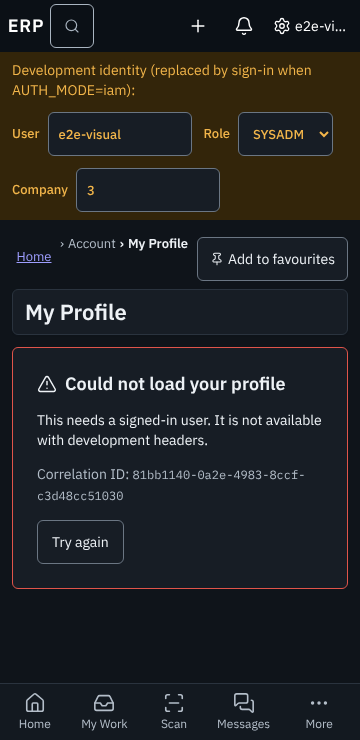 ERP
e2e-vi...
Development identity (replaced by sign-in when
AUTH_MODE=iam):
User e2e-visual Role SYSADM
Company 3
Home › Account › My Profile
Add to favourites
My Profile
Could not load your profile
This needs a signed-in user. It is not available
with development headers.
Correlation ID: 81bb1140-0a2e-4983-8ccf-
c3d48cc51030
Try again
Home My Work Scan Messages More